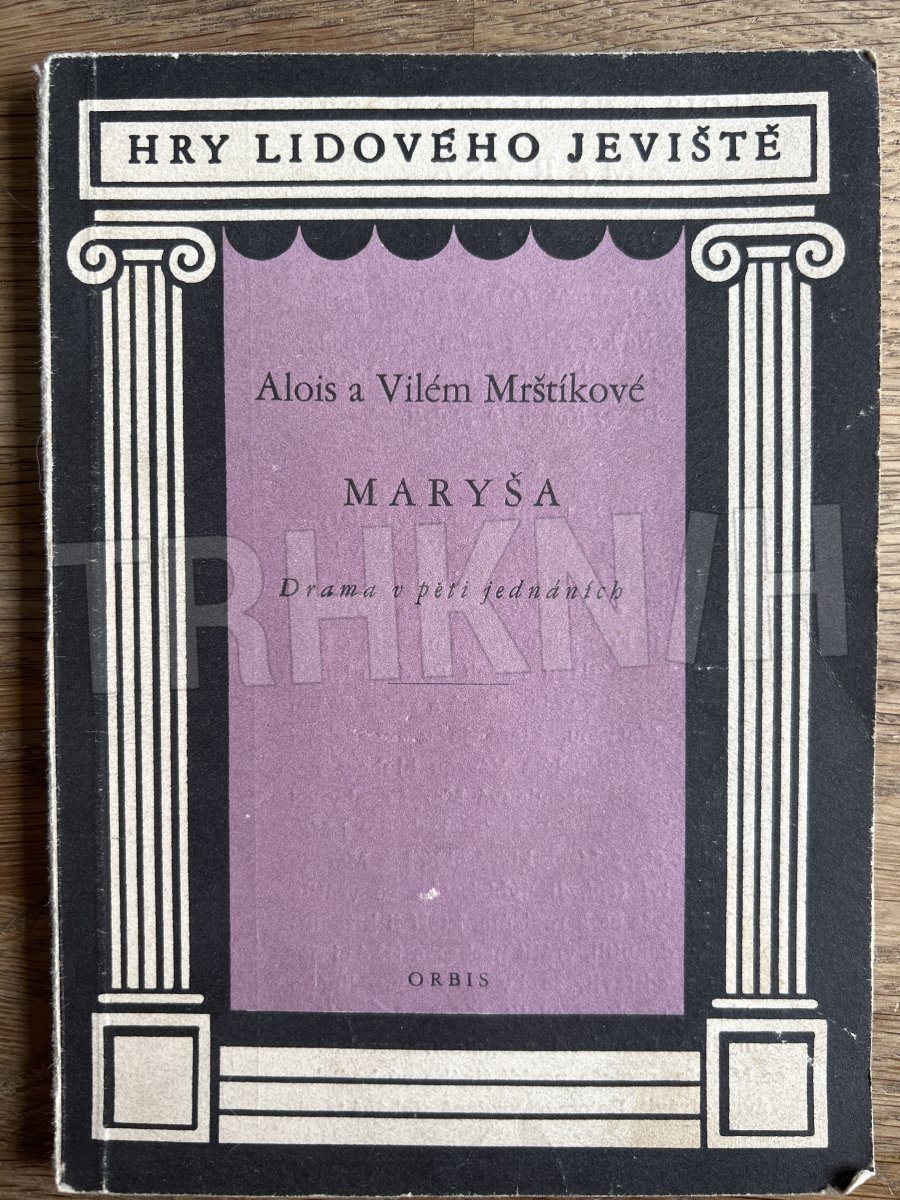 HRY LIDOVÉHO JEVIŠTĚ
Alois a Vilém Mrštíkové
MARYŠA
Drama v pěti jednáních
TRHKNIH
ORBIS